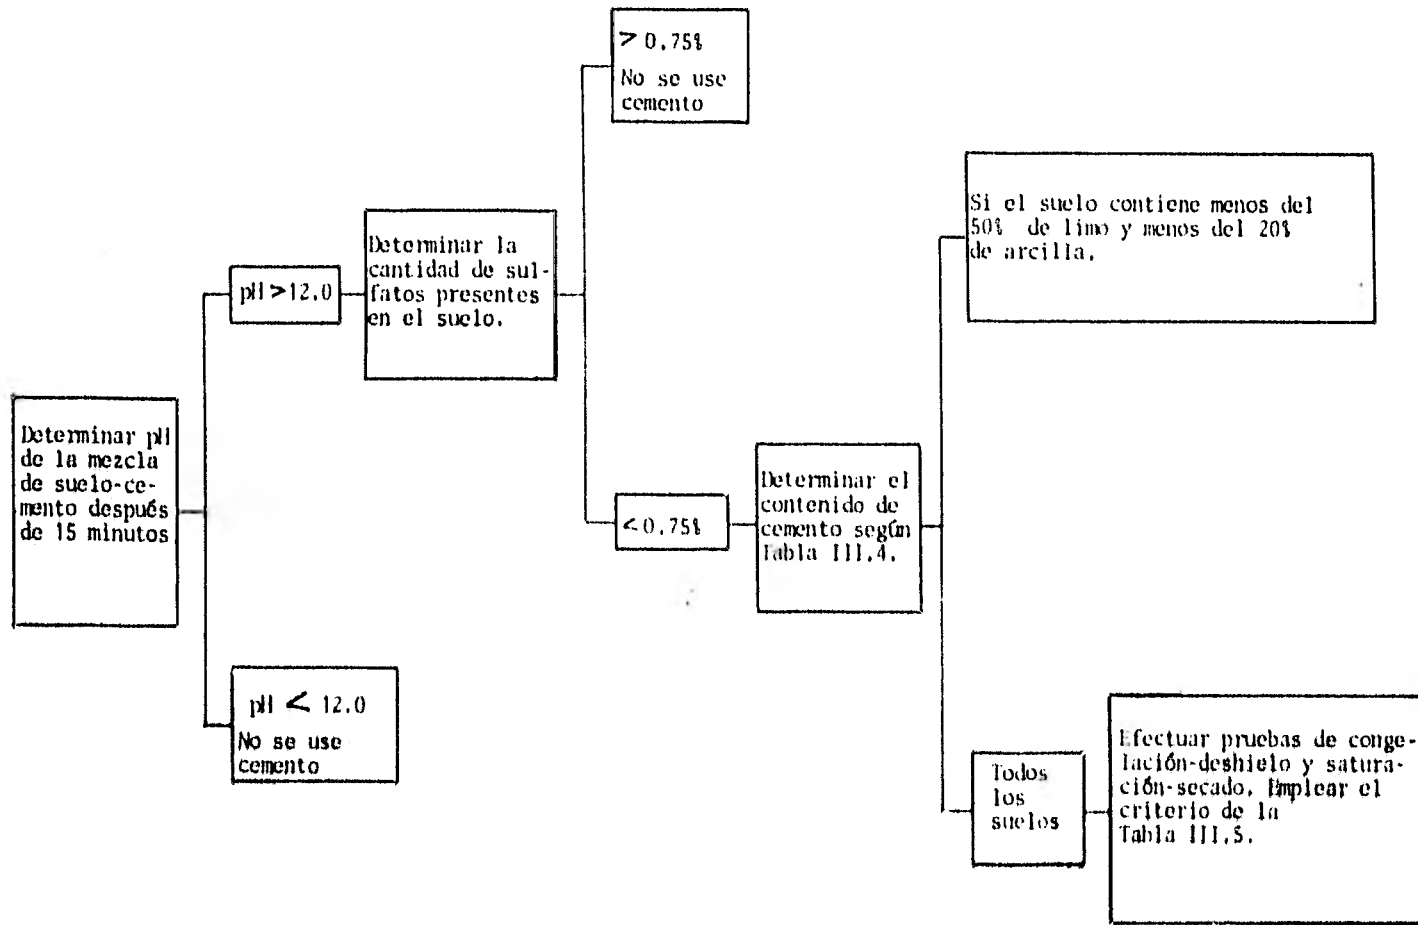 Determinar pH
de la mezcla
de suelo-ce-
mento después
de 15 minutos
pH > 12.0
pH < 12.0
No se use
cemento
Determinar la
cantidad de sul-
fatos presentes
en el suelo.
> 0.75%
No se use
cemento
< 0.75%
Determinar el
contenido de
cemento según
Tabla III.4.
Si el suelo contiene menos del
50% de limo y menos del 20%
de arcilla.
Todos
los
suelos
Efectuar pruebas de conge-
lación-deshielo y satura-
ción-secado. Emplear el
criterio de la
Tabla III.5.